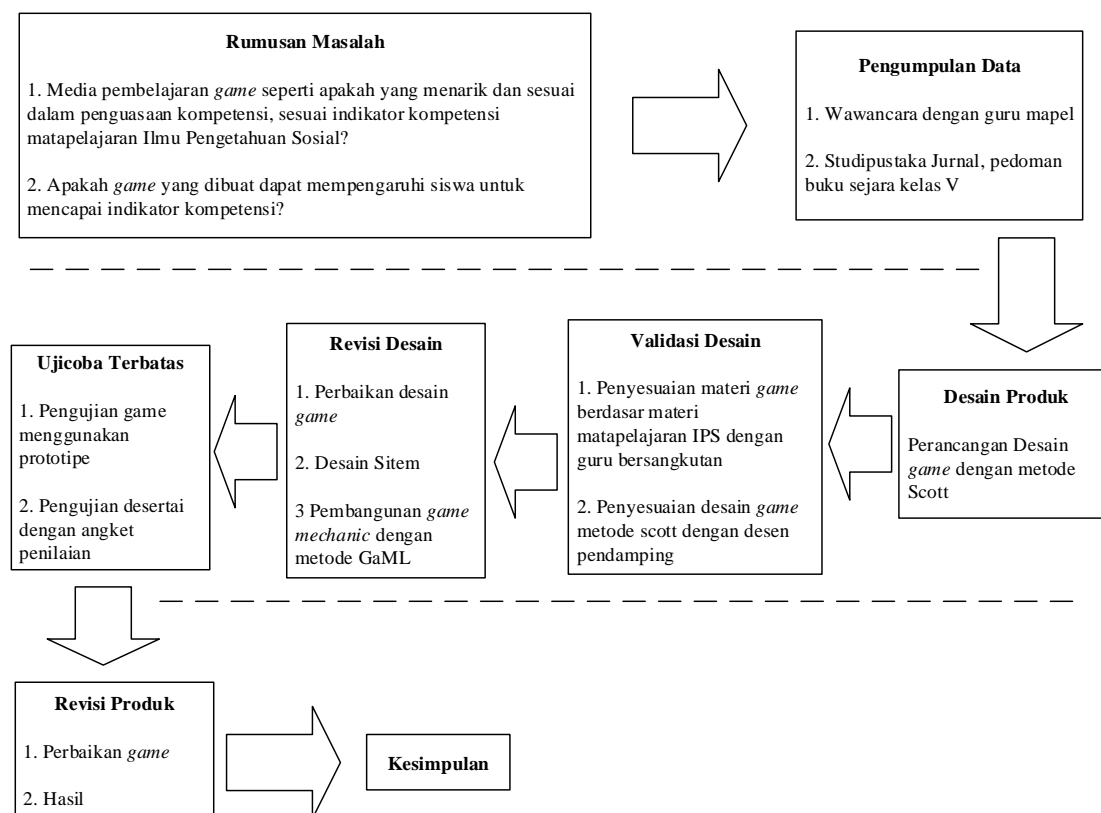 Rumusan Masalah
1. Media pembelajaran game seperti apakah yang menarik dan sesuai
dalam penguasaan kompetensi, sesuai indikator kompetensi
matapelajaran Ilmu Pengetahuan Sosial?
2. Apakah game yang dibuat dapat mempengaruhi siswa untuk
mencapai indikator kompetensi?
Pengumpulan Data
1. Wawancara dengan guru mapel
2. Studipustaka Jurnal, pedoman
buku sejara kelas V
Desain Produk
Perancangan Desain
game dengan metode
Scott
Validasi Desain
1. Penyesuaian materi game
berdasar materi
matapelajaran IPS dengan
guru bersangkutan
2. Penyesuaian desain game
metode scott dengan desen
pendamping
Revisi Desain
1. Perbaikan desain
game
2. Desain Sitem
3 Pembangunan game
mechanic dengan
metode GaML
Ujicoba Terbatas
1. Pengujian game
menggunakan
prototipe
2. Pengujian desertai
dengan angket
penilaian
Revisi Produk
1. Perbaikan game
2. Hasil
Kesimpulan